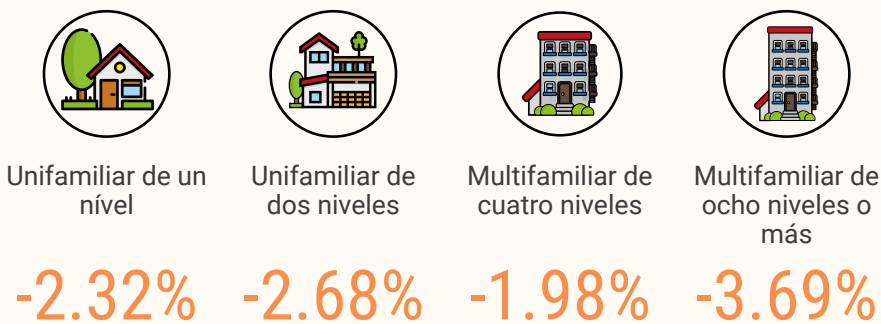 Unifamiliar de un
nível
Unifamiliar de
dos niveles
Multifamiliar de
cuatro niveles
Multifamiliar de
ocho niveles o
más
-2.32%
-2.68%
-1.98%
-3.69%